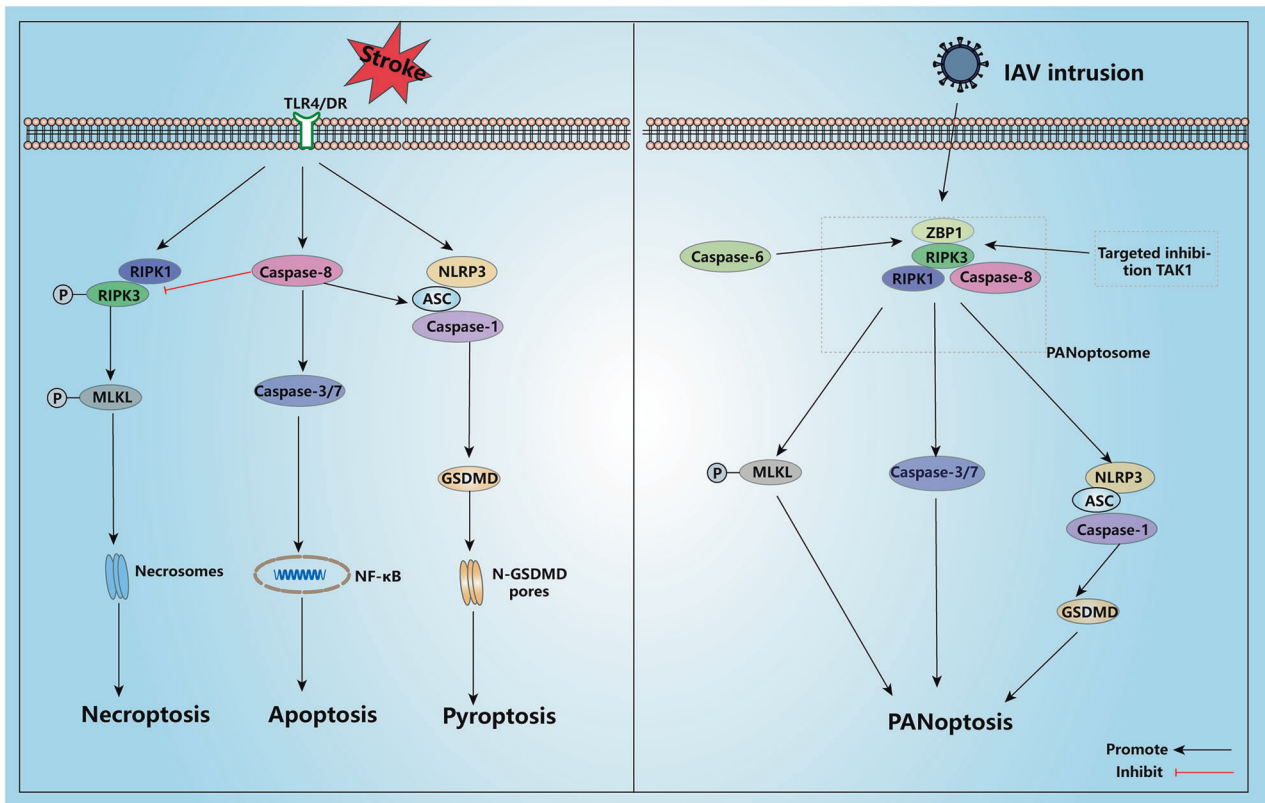 Stroke
TLR4/DR
RIPK1
P
RIPK3
Caspase-8
NLRP3
ASC
Caspase-1
P
MLKL
Caspase-3/7
GSDMD
Necrosomes
NF-κB
N-GSDMD
pores
Necroptosis
Apoptosis
Pyroptosis
IAV intrusion
ZBP1
RIPK3
RIPK1
Caspase-8
Caspase-6
Targeted inhibi-
tion TAK1
PANoptosome
P
MLKL
Caspase-3/7
NLRP3
ASC
Caspase-1
GSDMD
PANoptosis
Promote
Inhibit